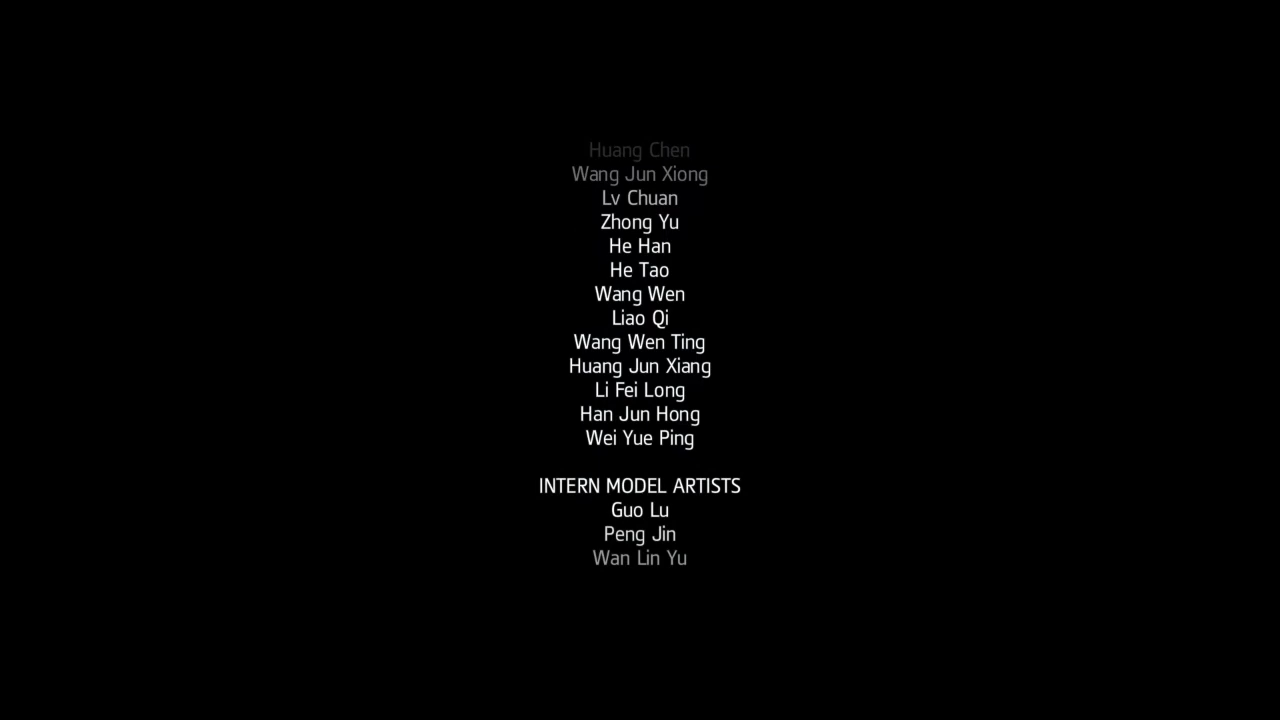 Huang Chen
Wang Jun Xiong
Lv Chuan
Zhong Yu
He Han
He Tao
Wang Wen
Liao Qi
Wang Wen Ting
Huang Jun Xiang
Li Fei Long
Han Jun Hong
Wei Yue Ping
INTERN MODEL ARTISTS
Guo Lu
Peng Jin
Wan Lin Yu